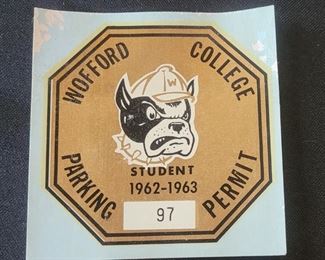 WOFFORD COLLEGE
W
STUDENT
1962-1963
PARKING PERMIT
97